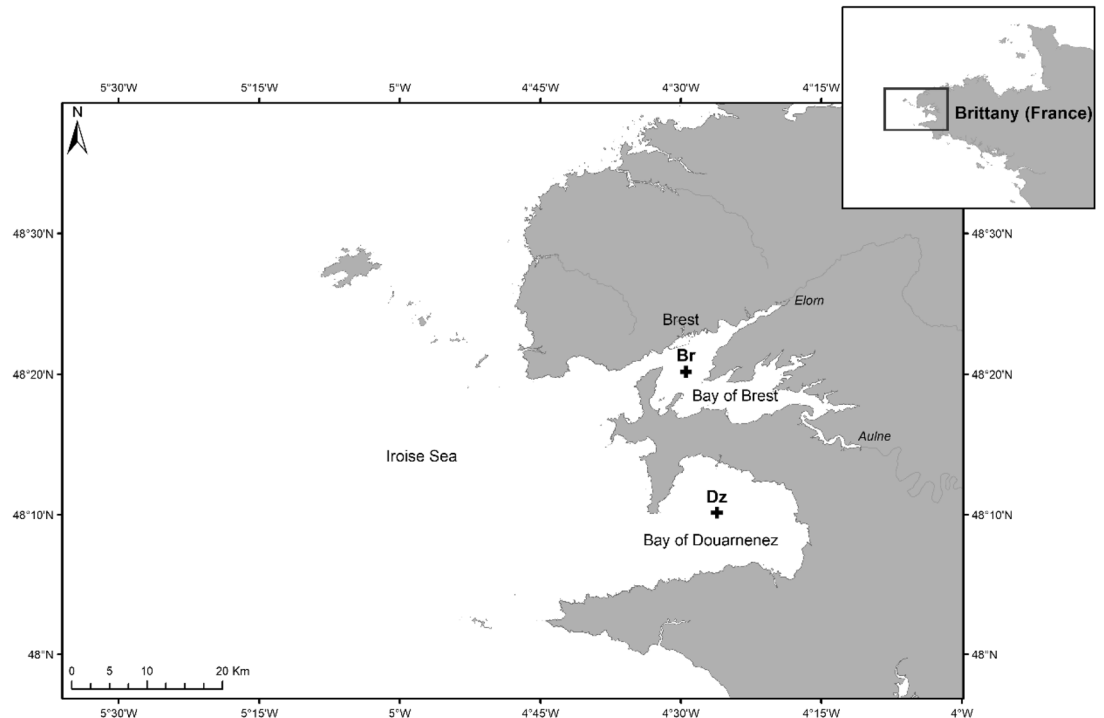 Brittany (France)
5°30'W 5°15'W 5°W 4°45'W 4°30'W 4°15'W
N
48°30'N 48°30'N
Elorn
Brest
Br
48°20'N 48°20'N
Bay of Brest
Aulne
Iroise Sea
Dz
48°10'N 48°10'N
Bay of Douarnenez
48°N 48°N
0 5 10 20 Km
5°30'W 5°15'W 5°W 4°45'W 4°30'W 4°15'W 4°W